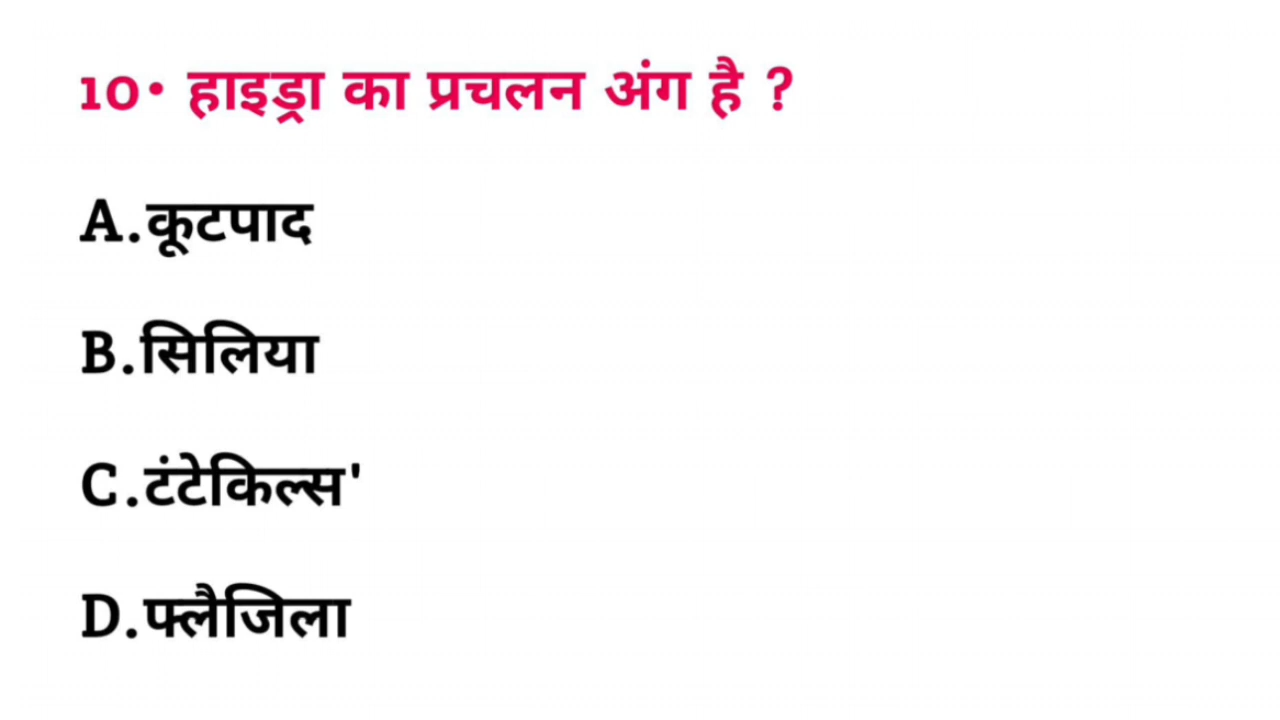 10• हाइड्रा का प्रचलन अंग है ?
A.कूटपाद
B.सिलिया
C.टंटेकिल्स'
D.फ्लैजिला